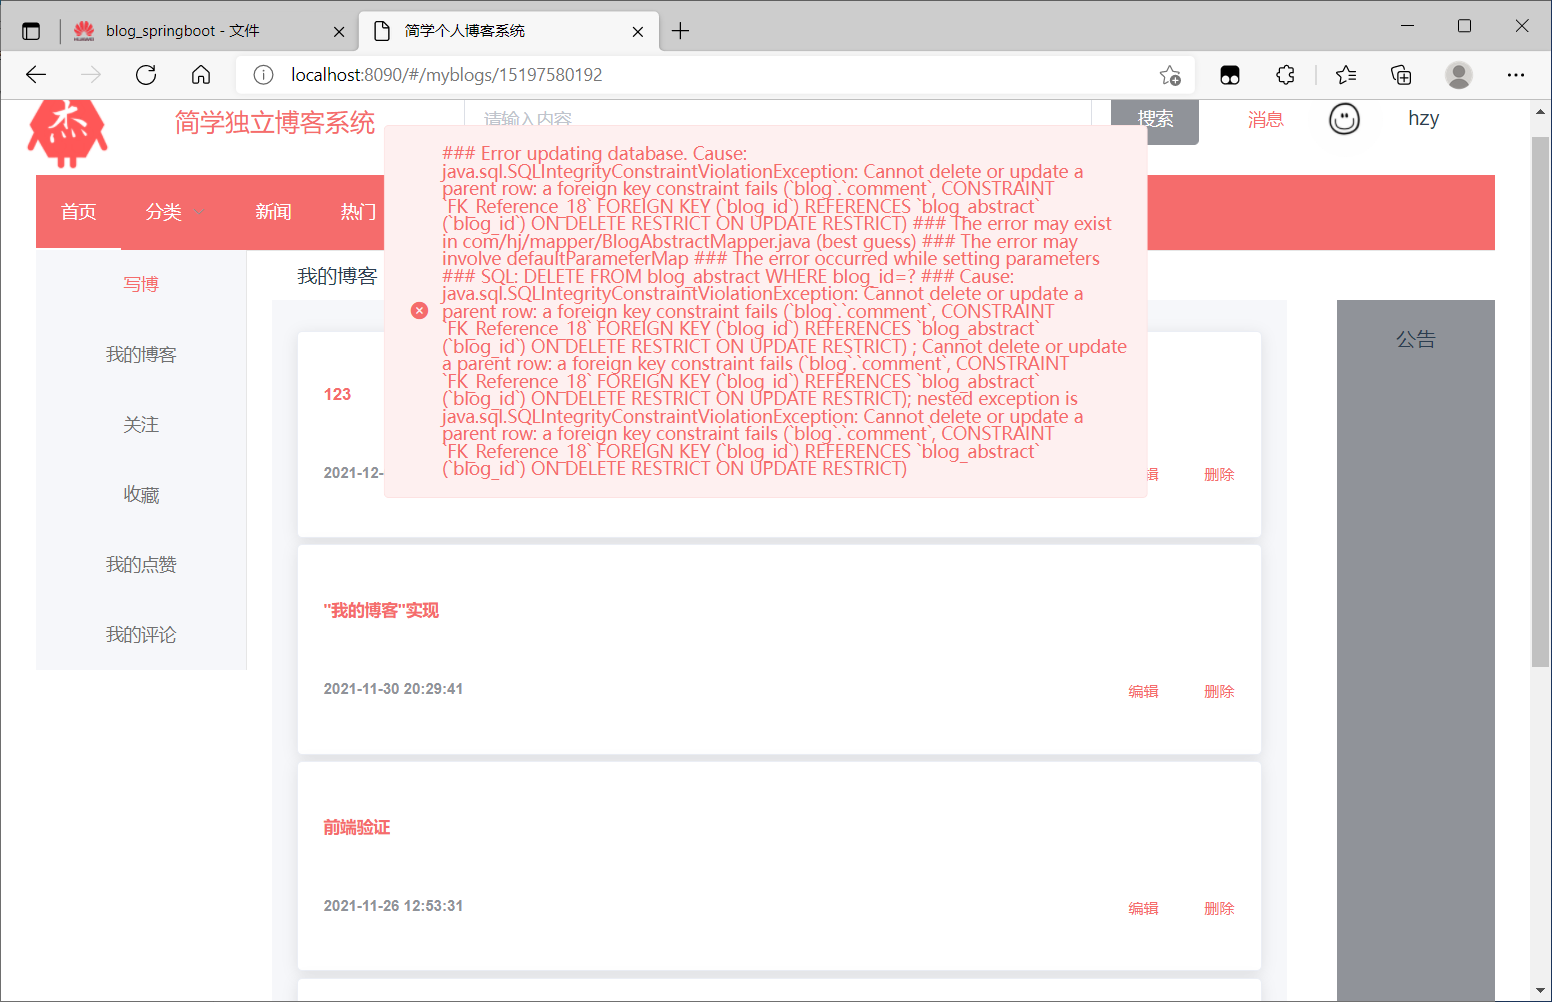 blog_springboot - 文件
简学个人博客系统
localhost:8090/#/myblogs/15197580192
杰
简学独立博客系统
请输入内容
搜索
消息
hzy
首页
分类
新闻
热门
### Error updating database. Cause:
java.sql.SQLIntegrityConstraintViolationException: Cannot delete or update a
parent row: a foreign key constraint fails (`blog`.`comment`, CONSTRAINT
`FK_Reference_18` FOREIGN KEY (`blog_id`) REFERENCES `blog_abstract`
(`blog_id`) ON DELETE RESTRICT ON UPDATE RESTRICT) ### The error may exist
in com/hj/mapper/BlogAbstractMapper.java (best guess) ### The error may
involve defaultParameterMap ### The error occurred while setting parameters
### SQL: DELETE FROM blog_abstract WHERE blog_id=? ### Cause:
java.sql.SQLIntegrityConstraintViolationException: Cannot delete or update a
parent row: a foreign key constraint fails (`blog`.`comment`, CONSTRAINT
`FK_Reference_18` FOREIGN KEY (`blog_id`) REFERENCES `blog_abstract`
(`blog_id`) ON DELETE RESTRICT ON UPDATE RESTRICT) ; Cannot delete or update
a parent row: a foreign key constraint fails (`blog`.`comment`, CONSTRAINT
`FK_Reference_18` FOREIGN KEY (`blog_id`) REFERENCES `blog_abstract`
(`blog_id`) ON DELETE RESTRICT ON UPDATE RESTRICT); nested exception is
java.sql.SQLIntegrityConstraintViolationException: Cannot delete or update a
parent row: a foreign key constraint fails (`blog`.`comment`, CONSTRAINT
`FK_Reference_18` FOREIGN KEY (`blog_id`) REFERENCES `blog_abstract`
(`blog_id`) ON DELETE RESTRICT ON UPDATE RESTRICT)
写博
我的博客
关注
收藏
我的点赞
我的评论
我的博客
123
2021-12-
辑
删除
"我的博客"实现
2021-11-30 20:29:41
编辑
删除
前端验证
2021-11-26 12:53:31
编辑
删除
公告